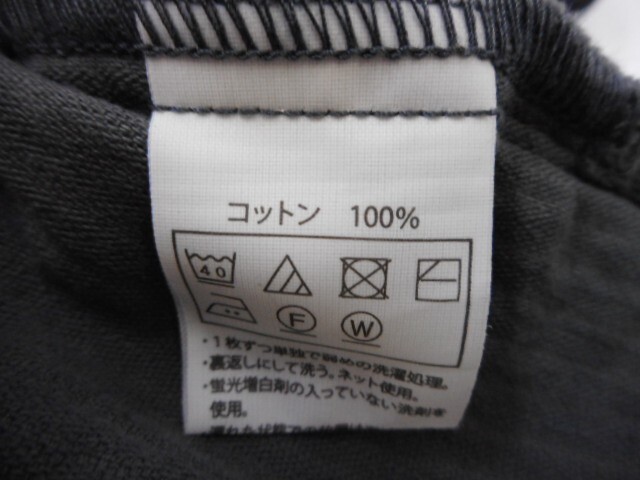 コットン 100%
40
F W
・1枚ずつ単独で弱めの洗濯処理。
・裏返しにして洗う。ネット使用。
・蛍光増白剤の入っていない洗剤を
使用。